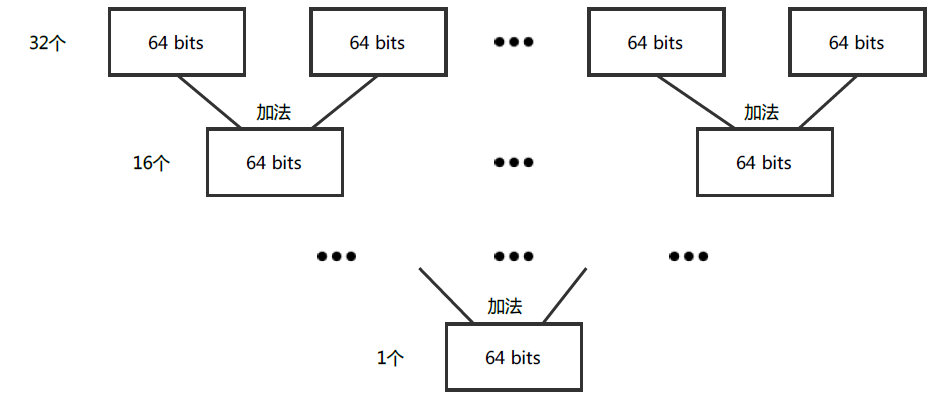 32个 64 bits 64 bits 64 bits 64 bits
加法 加法
16个 64 bits 64 bits
加法
1个 64 bits